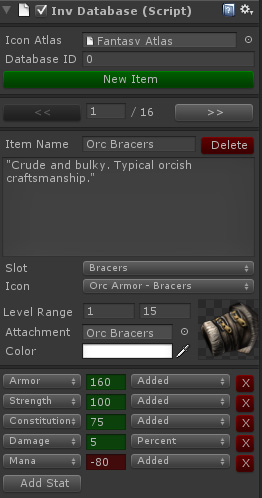 Inv Database (Script)
Icon Atlas Fantasy Atlas
Database ID 0
New Item
<< 1 / 16 >>
Item Name Orc Bracers Delete
"Crude and bulky. Typical orcish
craftsmanship."
Slot Bracers
Icon Orc Armor - Bracers
Level Range 1 15
Attachment Orc Bracers
Color
Armor 160 Added X
Strength 100 Added X
Constitution 75 Added X
Damage 5 Percent X
Mana -80 Added X
Add Stat